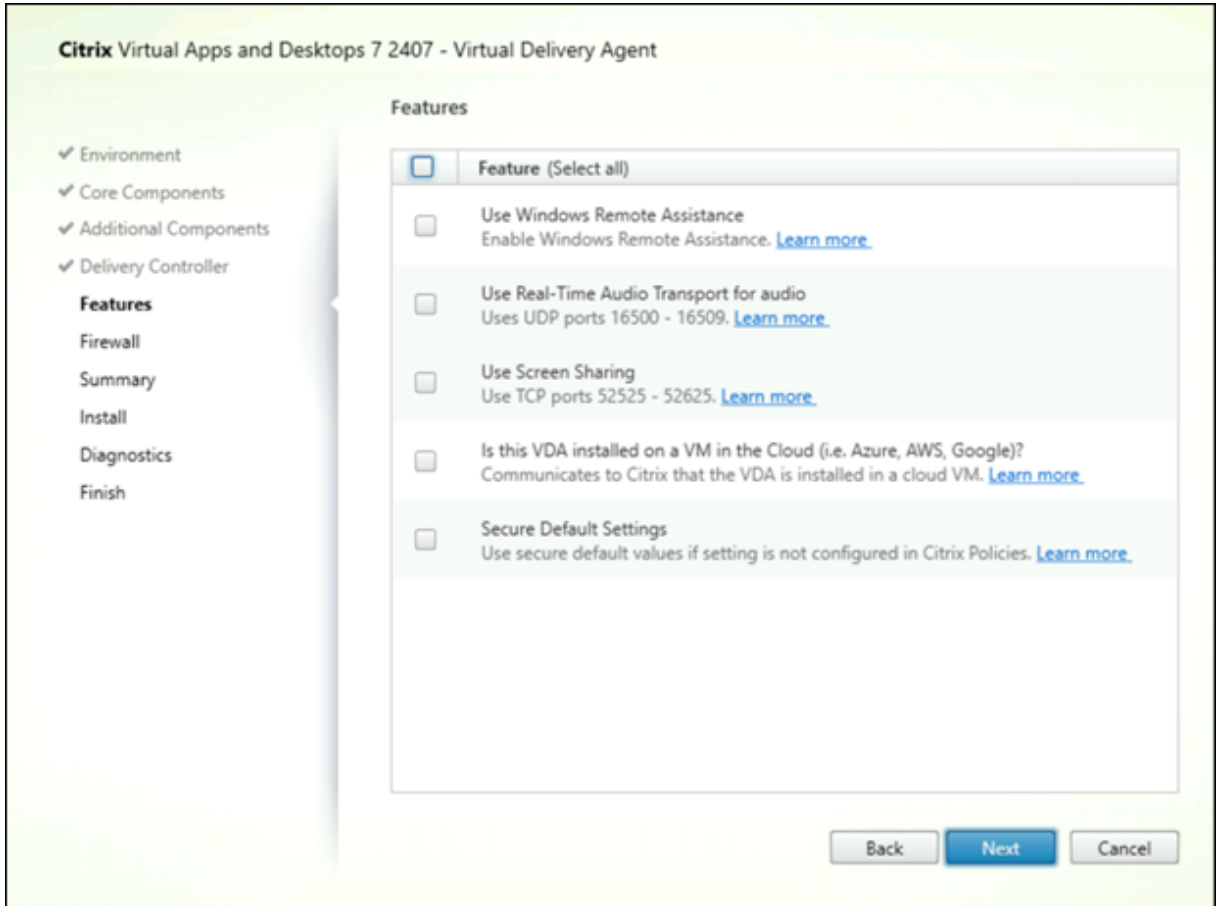 Citrix Virtual Apps and Desktops 7 2407 - Virtual Delivery Agent
Environment
Core Components
Additional Components
Delivery Controller
Features
Firewall
Summary
Install
Diagnostics
Finish
Features
Feature (Select all)
Use Windows Remote Assistance
Enable Windows Remote Assistance. Learn more
Use Real-Time Audio Transport for audio
Uses UDP ports 16500 - 16509. Learn more
Use Screen Sharing
Use TCP ports 52525 - 52625. Learn more
Is this VDA installed on a VM in the Cloud (i.e. Azure, AWS, Google)?
Communicates to Citrix that the VDA is installed in a cloud VM. Learn more
Secure Default Settings
Use secure default values if setting is not configured in Citrix Policies. Learn more
Back Next Cancel